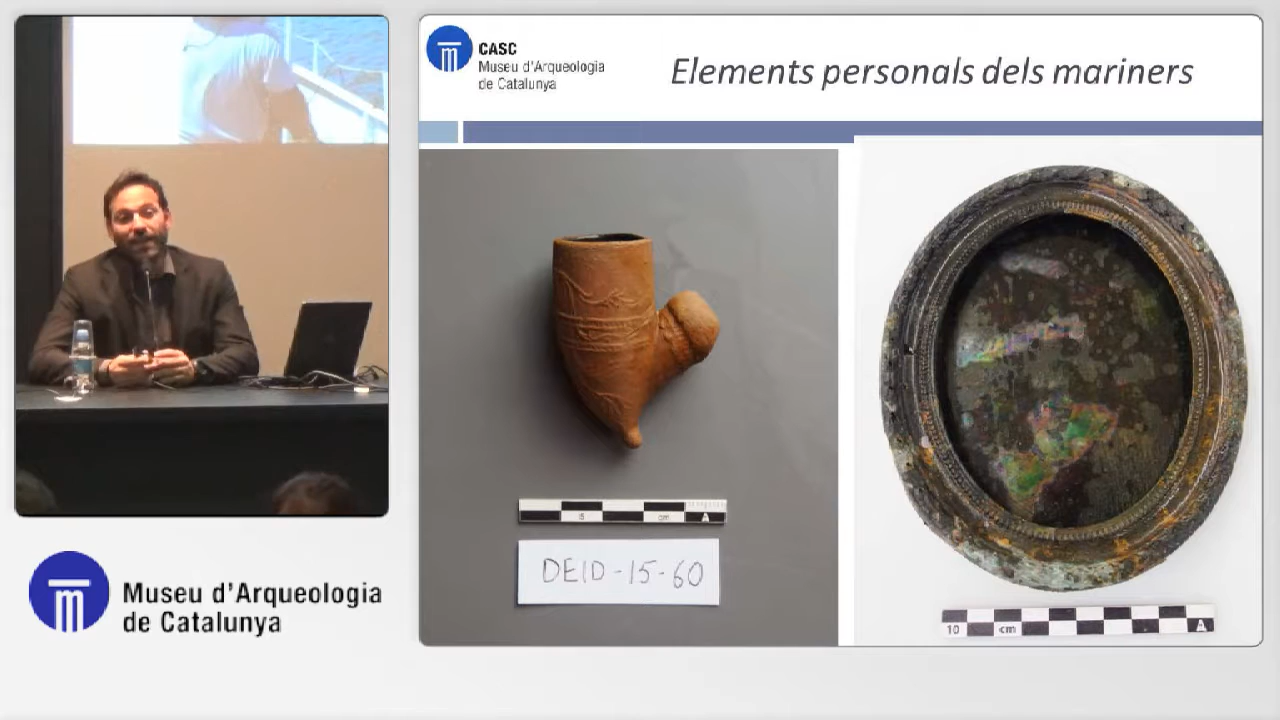 CASC
Museu d'Arqueologia
de Catalunya
Elements personals dels mariners
5
cm
A
DEID-15-60
10
cm
A
Museu d'Arqueologia
de Catalunya